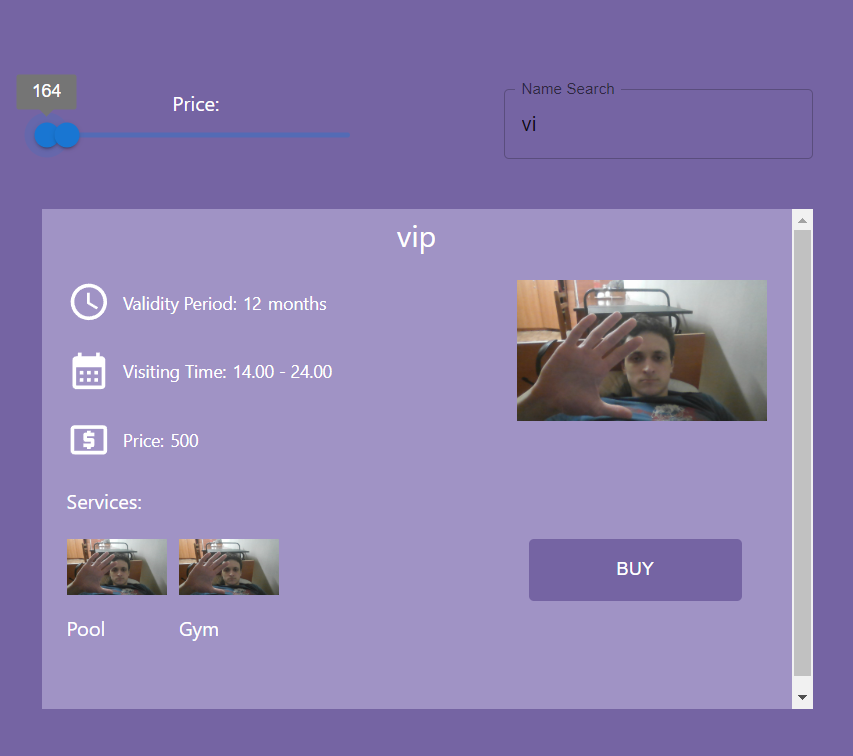 164
Price:
Name Search
vi
vip
Validity Period: 12 months
Visiting Time: 14.00 - 24.00
Price: 500
Services:
BUY
Pool
Gym